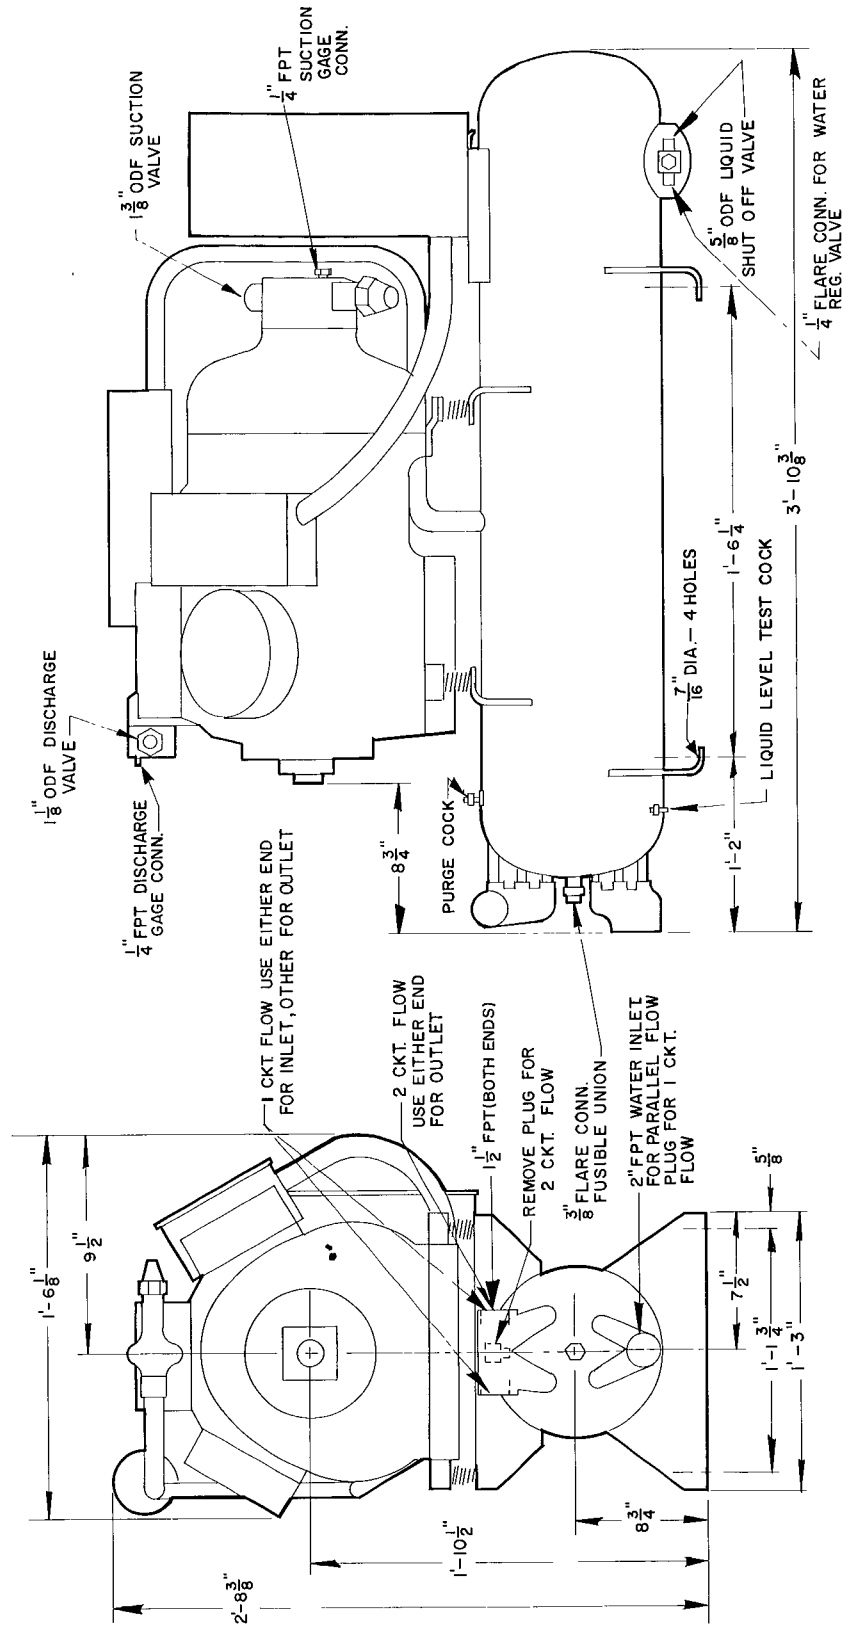 1 1/8" ODF DISCHARGE
VALVE
1/4" FPT DISCHARGE
GAGE CONN.
1 3/8" ODF SUCTION
VALVE
1/4" FPT
SUCTION
GAGE
CONN.
8 3/4"
PURGE COCK
7/16" DIA.- 4 HOLES
LIQUID LEVEL TEST COCK
5/8" ODF LIQUID
SHUT OFF VALVE
1/4" FLARE CONN. FOR WATER
REG. VALVE
1'-2"
1'-6 1/4"
3'-10 3/8"
1 CKT. FLOW USE EITHER END
FOR INLET, OTHER FOR OUTLET
2 CKT. FLOW
USE EITHER END
FOR OUTLET
1 1/2" FPT (BOTH ENDS)
REMOVE PLUG FOR
2 CKT. FLOW
3/8" FLARE CONN.
FUSIBLE UNION
2" FPT WATER INLET
FOR PARALLEL FLOW
PLUG FOR 1 CKT.
FLOW
1'-6 1/8"
9 1/2"
2'-8 3/8"
1'-10 1/2"
8 3/4"
5/8"
7 1/2"
1'-1 3/4"
1'-3"